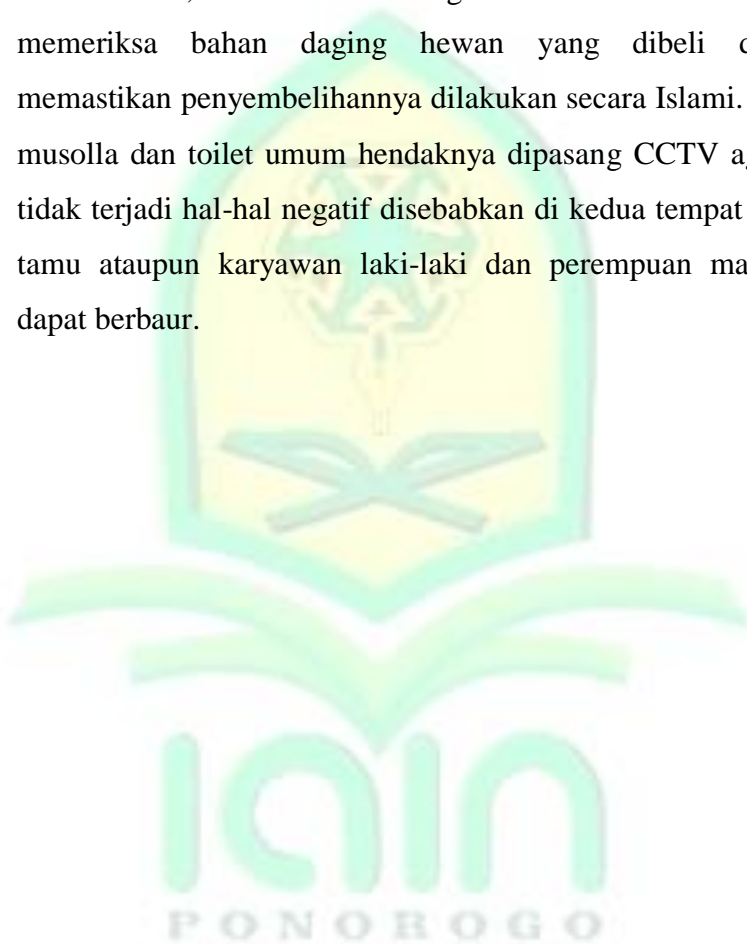 memeriksa bahan daging hewan yang dibeli d
memastikan penyembelihannya dilakukan secara Islami.
musolla dan toilet umum hendaknya dipasang CCTV ag
tidak terjadi hal-hal negatif disebabkan di kedua tempat
tamu ataupun karyawan laki-laki dan perempuan ma
dapat berbaur.
iain
PONOROGO